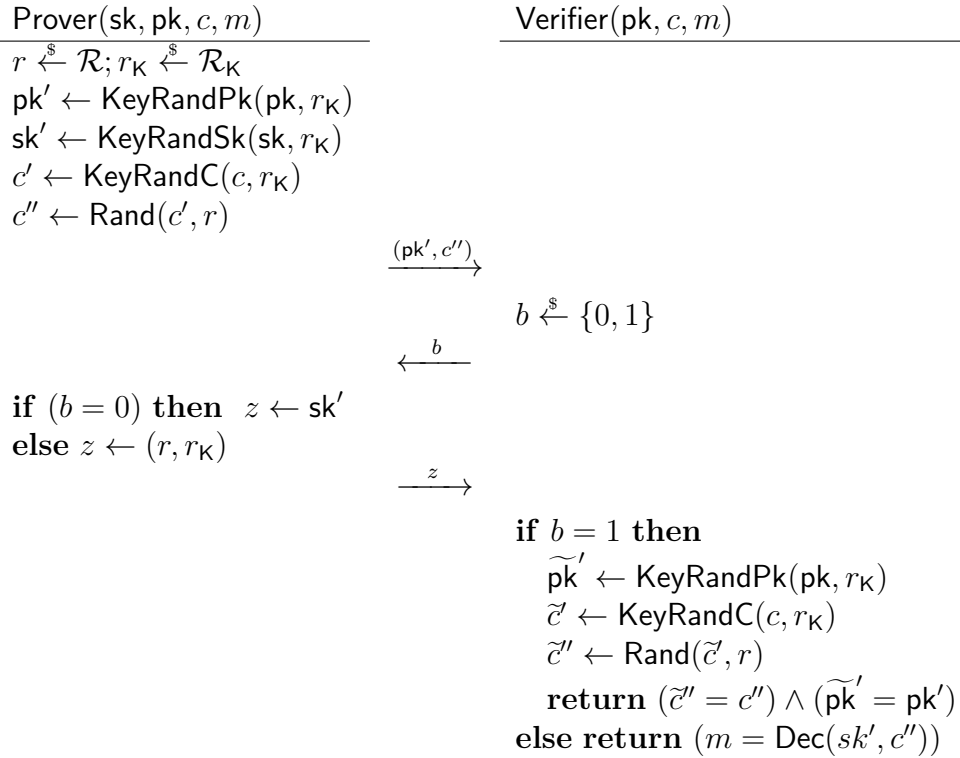 Prover(sk, pk, c, m) Verifier(pk, c, m)
r ←$ R; r_K ←$ R_K
pk′ ← KeyRandPk(pk, r_K)
sk′ ← KeyRandSk(sk, r_K)
c′ ← KeyRandC(c, r_K)
c″ ← Rand(c′, r)
(pk′, c″)
b ←$ {0, 1}
b
if (b = 0) then z ← sk′
else z ← (r, r_K)
z
if b = 1 then
p͠k′ ← KeyRandPk(pk, r_K)
c̃′ ← KeyRandC(c, r_K)
c̃″ ← Rand(c̃′, r)
return (c̃″ = c″) ∧ (p͠k′ = pk′)
else return (m = Dec(sk′, c″))